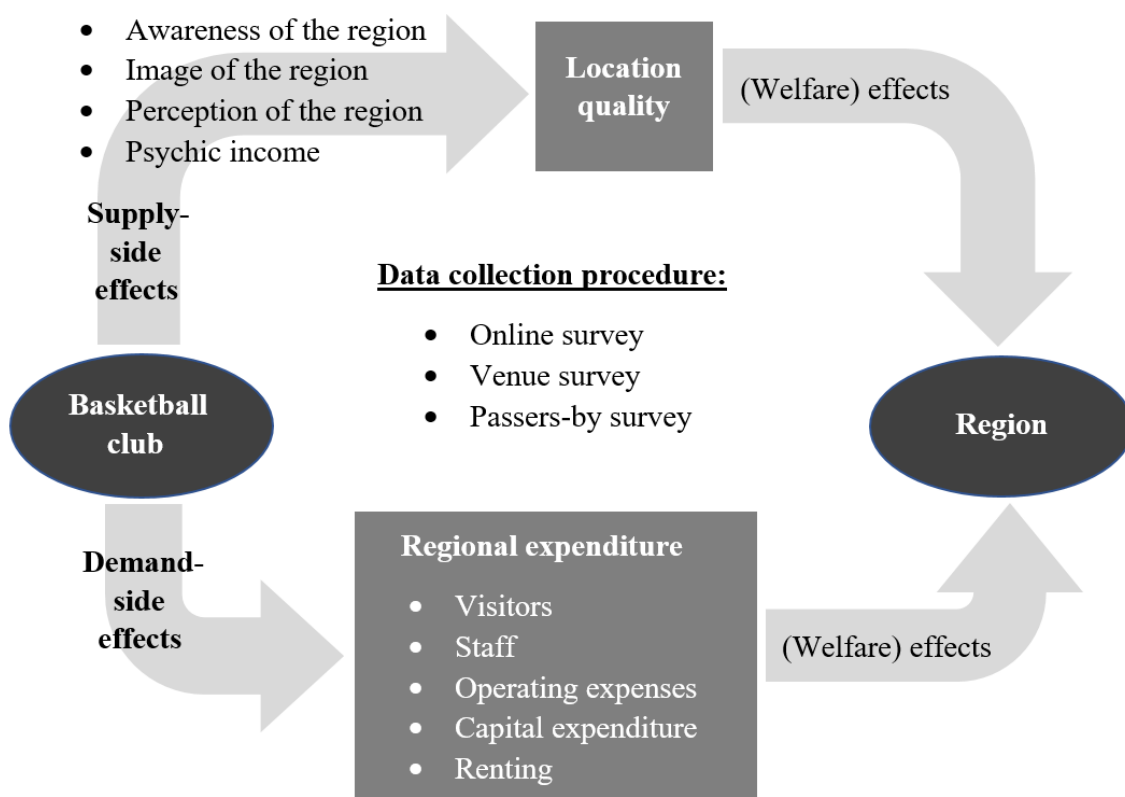 • Awareness of the region
• Image of the region
• Perception of the region
• Psychic income
Location
quality
(Welfare) effects
Supply-
side
effects
Data collection procedure:
• Online survey
• Venue survey
• Passers-by survey
Basketball
club
Region
Demand-
side
effects
Regional expenditure
• Visitors
• Staff
• Operating expenses
• Capital expenditure
• Renting
(Welfare) effects